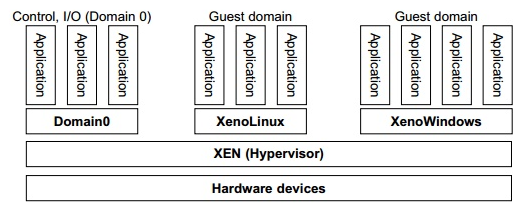 Control, I/O (Domain 0)
Guest domain
Guest domain
Application
Application
Application
Application
Application
Application
Application
Application
Application
Application
Domain0
XenoLinux
XenoWindows
XEN (Hypervisor)
Hardware devices